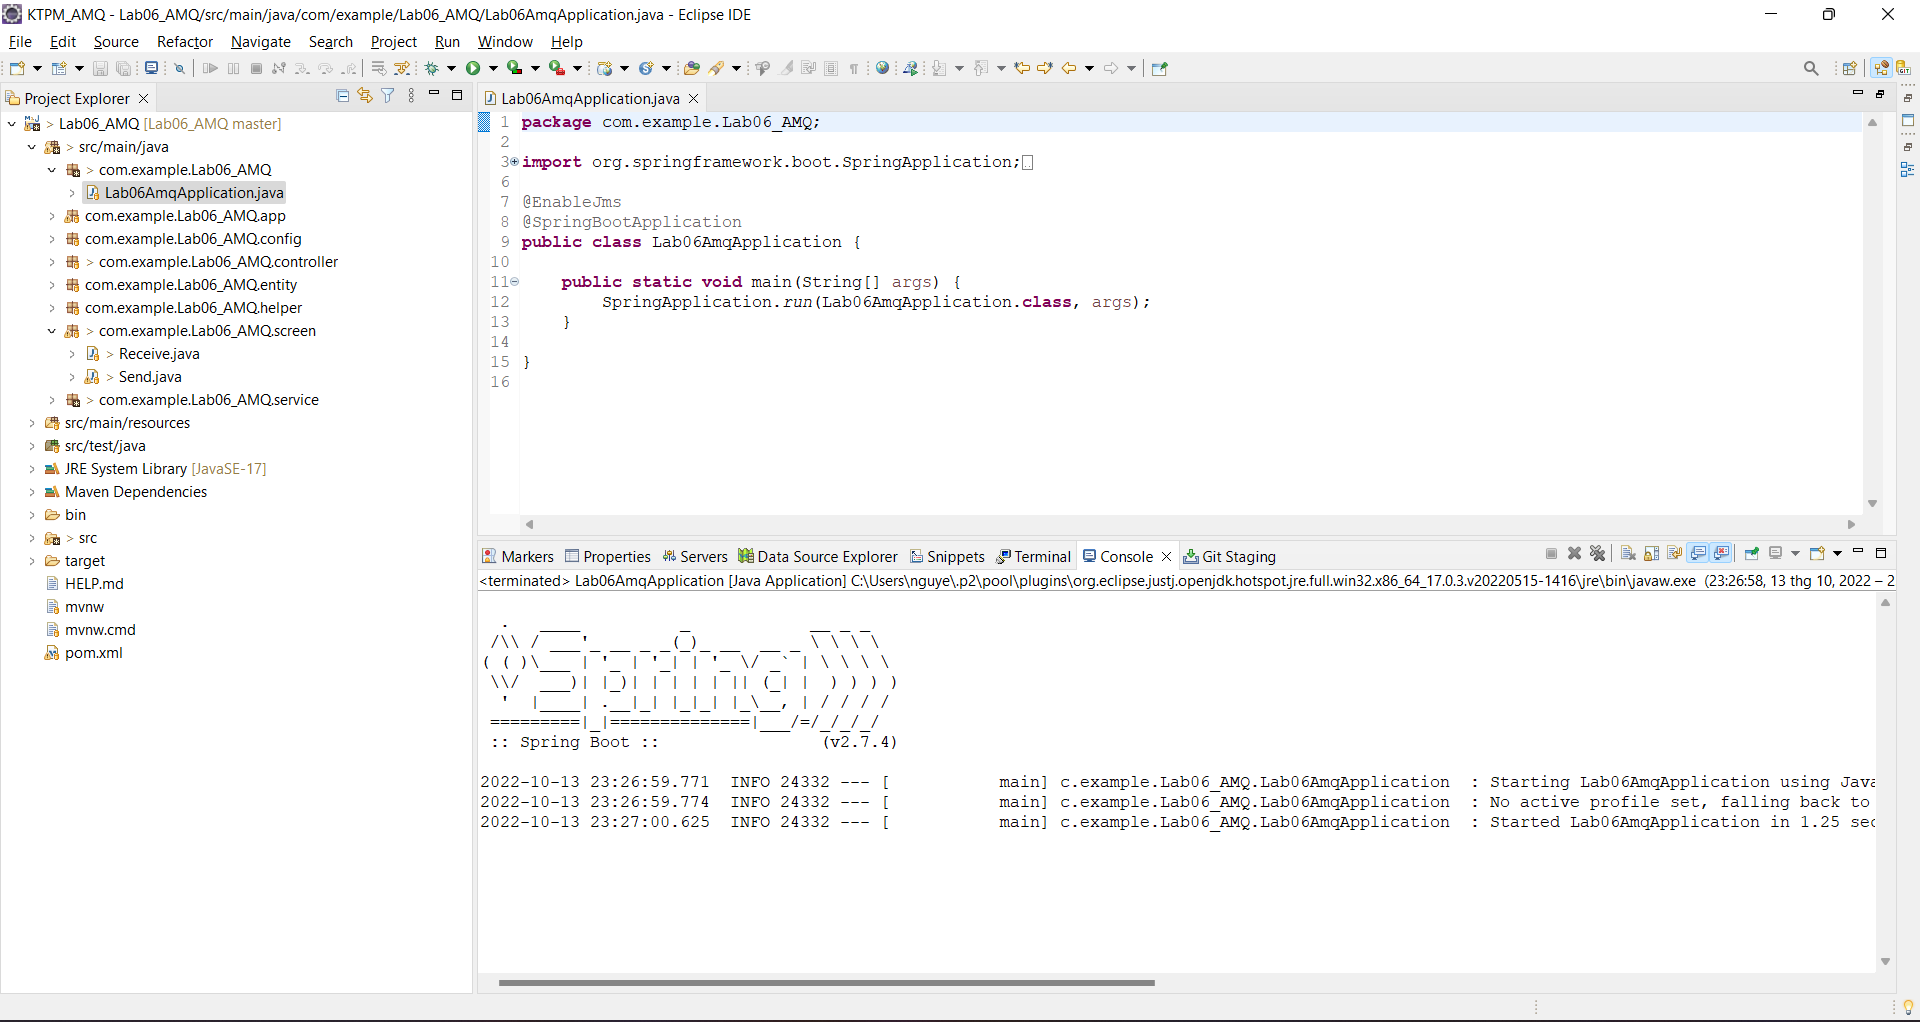 KTPM_AMQ - Lab06_AMQ/src/main/java/com/example/Lab06_AMQ/Lab06AmqApplication.java - Eclipse IDE
File Edit Source Refactor Navigate Search Project Run Window Help
Project Explorer
Lab06AmqApplication.java
> Lab06_AMQ [Lab06_AMQ master]
> src/main/java
> com.example.Lab06_AMQ
Lab06AmqApplication.java
com.example.Lab06_AMQ.app
com.example.Lab06_AMQ.config
> com.example.Lab06_AMQ.controller
com.example.Lab06_AMQ.entity
com.example.Lab06_AMQ.helper
> com.example.Lab06_AMQ.screen
> Receive.java
> Send.java
> com.example.Lab06_AMQ.service
src/main/resources
src/test/java
JRE System Library [JavaSE-17]
Maven Dependencies
bin
> src
target
HELP.md
mvnw
mvnw.cmd
pom.xml
1 package com.example.Lab06_AMQ;
2
3 import org.springframework.boot.SpringApplication;
6
7 @EnableJms
8 @SpringBootApplication
9 public class Lab06AmqApplication {
10
11 public static void main(String[] args) {
12 SpringApplication.run(Lab06AmqApplication.class, args);
13 }
14
15 }
16
Markers Properties Servers Data Source Explorer Snippets Terminal Console Git Staging
<terminated> Lab06AmqApplication [Java Application] C:\Users\nguye\.p2\pool\plugins\org.eclipse.justj.openjdk.hotspot.jre.full.win32.x86_64_17.0.3.v20220515-1416\jre\bin\javaw.exe (23:26:58, 13 thg 10, 2022 – 2
Spring
:: Spring Boot :: (v2.7.4)
2022-10-13 23:26:59.771 INFO 24332 --- [ main] c.example.Lab06_AMQ.Lab06AmqApplication : Starting Lab06AmqApplication using Java
2022-10-13 23:26:59.774 INFO 24332 --- [ main] c.example.Lab06_AMQ.Lab06AmqApplication : No active profile set, falling back to
2022-10-13 23:27:00.625 INFO 24332 --- [ main] c.example.Lab06_AMQ.Lab06AmqApplication : Started Lab06AmqApplication in 1.25 sec